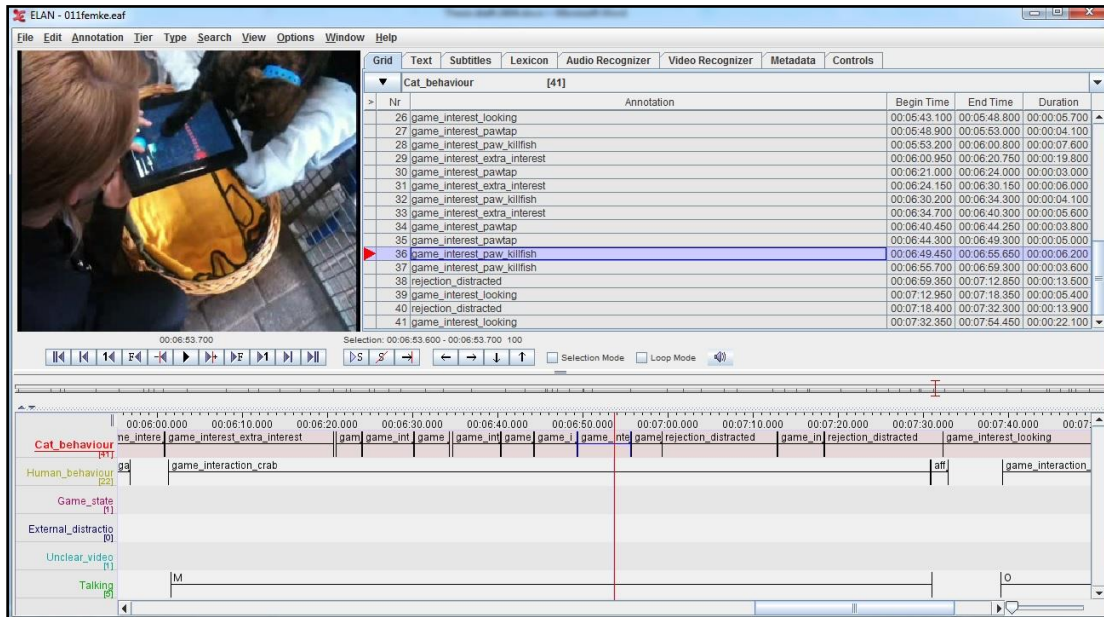 ELAN - 011femke.eaf
File Edit Annotation Tier Type Search View Options Window Help
Grid Text Subtitles Lexicon Audio Recognizer Video Recognizer Metadata Controls
Cat_behaviour [41]
> Nr Annotation Begin Time End Time Duration
26 game_interest_looking 00:05:43.100 00:05:48.800 00:00:05.700
27 game_interest_pawtap 00:05:48.900 00:05:53.000 00:00:04.100
28 game_interest_paw_killfish 00:05:53.200 00:06:00.800 00:00:07.600
29 game_interest_extra_interest 00:06:00.950 00:06:20.750 00:00:19.800
30 game_interest_pawtap 00:06:21.000 00:06:24.000 00:00:03.000
31 game_interest_extra_interest 00:06:24.150 00:06:30.150 00:00:06.000
32 game_interest_paw_killfish 00:06:30.200 00:06:34.300 00:00:04.100
33 game_interest_extra_interest 00:06:34.700 00:06:40.300 00:00:05.600
34 game_interest_pawtap 00:06:40.450 00:06:44.250 00:00:03.800
35 game_interest_pawtap 00:06:44.300 00:06:49.300 00:00:05.000
36 game_interest_paw_killfish 00:06:49.450 00:06:55.650 00:00:06.200
37 game_interest_paw_killfish 00:06:55.700 00:06:59.300 00:00:03.600
38 rejection_distracted 00:06:59.350 00:07:12.850 00:00:13.500
39 game_interest_looking 00:07:12.950 00:07:18.350 00:00:05.400
40 rejection_distracted 00:07:18.400 00:07:32.300 00:00:13.900
41 game_interest_looking 00:07:32.350 00:07:54.450 00:00:22.100
00:06:53.700 Selection: 00:06:53.600 - 00:06:53.700 100
Selection Mode Loop Mode
00:06:00.000 00:06:10.000 00:06:20.000 00:06:30.000 00:06:40.000 00:06:50.000 00:07:00.000 00:07:10.000 00:07:20.000 00:07:30.000 00:07:40.000 00:07:
Cat_behaviour ne_intere game_interest_extra_interest gam game_int game game_int game game_i game_inte game rejection_distracted game_in rejection_distracted game_interest_looking
[41]
Human_behaviour ga game_interaction_crab aff game_interaction_
[22]
Game_state
[1]
External_distractio
[0]
Unclear_video
[1]
Talking M O
[5]